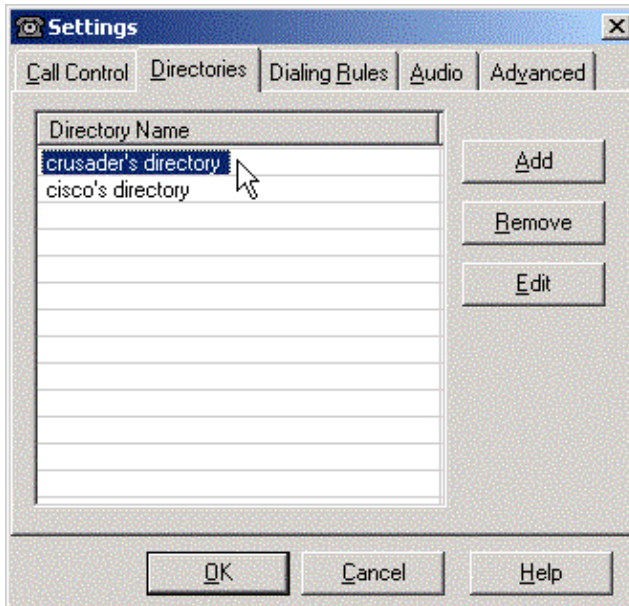 Settings
Call Control Directories Dialing Rules Audio Advanced
Directory Name
crusader's directory
cisco's directory
Add
Remove
Edit
OK Cancel Help